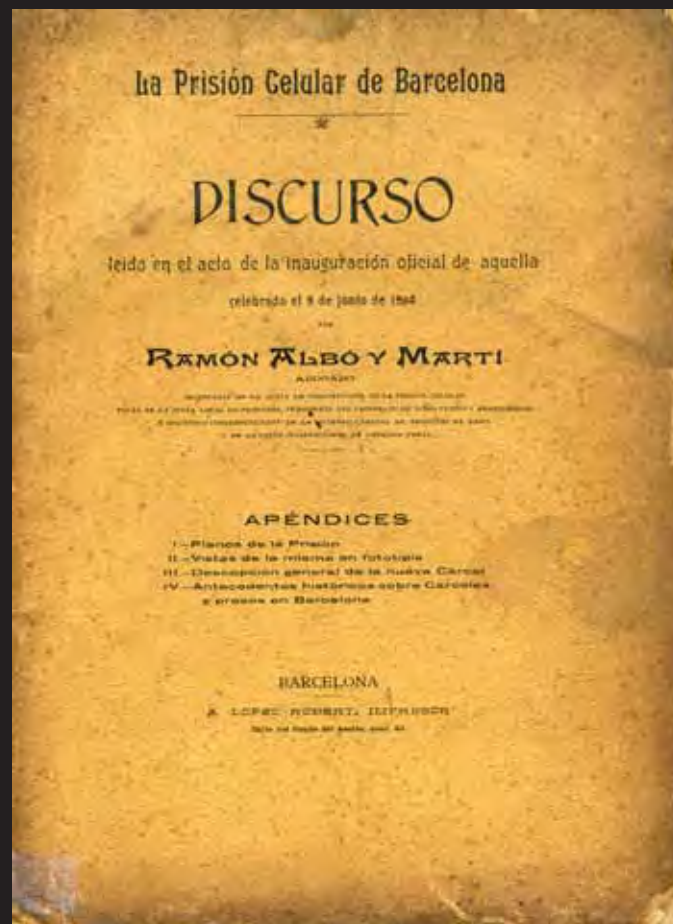 La Prisión Celular de Barcelona
DISCURSO
leído en el acto de la inauguración oficial de aquella
celebrado el 9 de junio de 1904
POR
RAMÓN ALBÓ Y MARTÍ
ABOGADO
APÉNDICES
I.—Planos de la Prisión
II.—Vistas de la misma en fototipia
III.—Descripción general de la nueva Cárcel
IV.—Antecedentes históricos sobre Cárceles
y presos en Barcelona
BARCELONA
A. LÓPEZ ROBERT, IMPRESOR